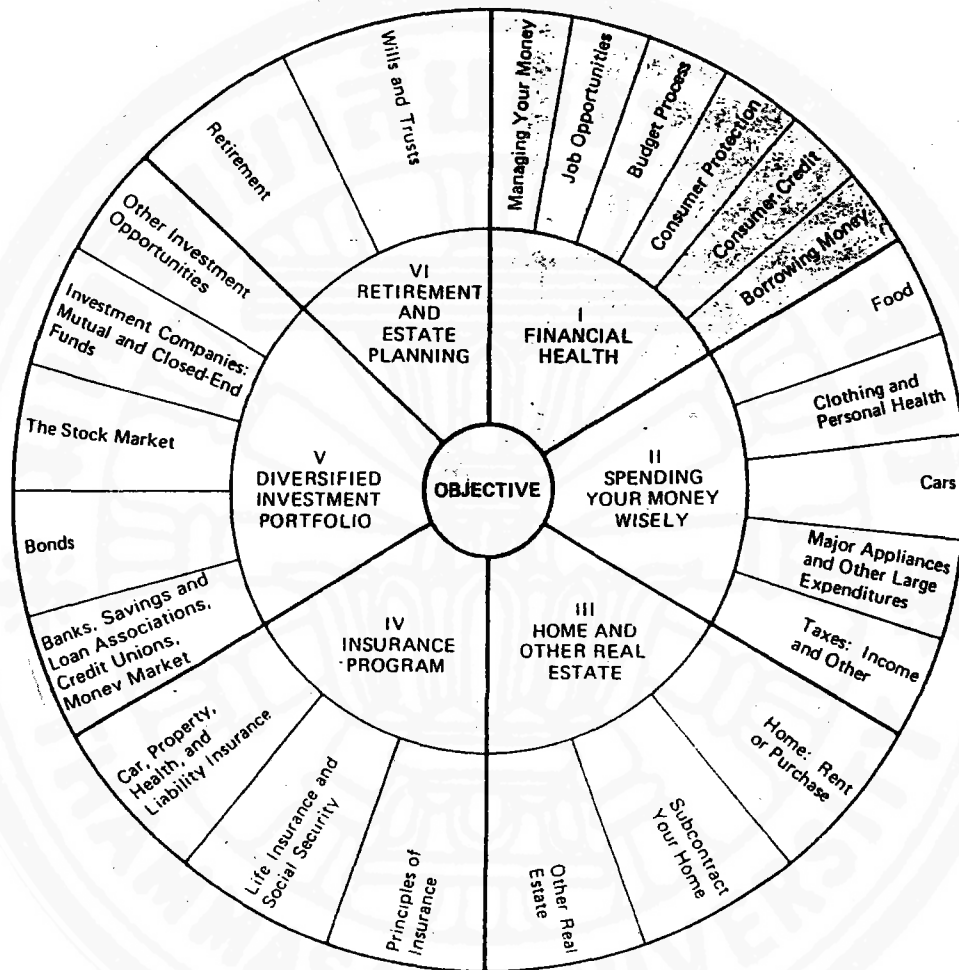 Managing Your Money
Job Opportunities
Budget Process
Consumer Protection
Consumer Credit
Borrowing Money
Food
Clothing and
Personal Health
Cars
Major Appliances
and Other Large
Expenditures
Taxes: Income
and Other
Home: Rent
or Purchase
Subcontract
Your Home
Other Real
Estate
Principles of
Insurance
Life Insurance and
Social Security
Car, Property,
Health, and
Liability Insurance
Banks, Savings and
Loan Associations,
Credit Unions,
Money Market
Bonds
The Stock Market
Investment Companies:
Mutual and Closed-End
Funds
Other Investment
Opportunities
Retirement
Wills and
Trusts
I
FINANCIAL
HEALTH
II
SPENDING
YOUR MONEY
WISELY
III
HOME AND
OTHER REAL
ESTATE
IV
INSURANCE
PROGRAM
V
DIVERSIFIED
INVESTMENT
PORTFOLIO
VI
RETIREMENT
AND
ESTATE
PLANNING
OBJECTIVE